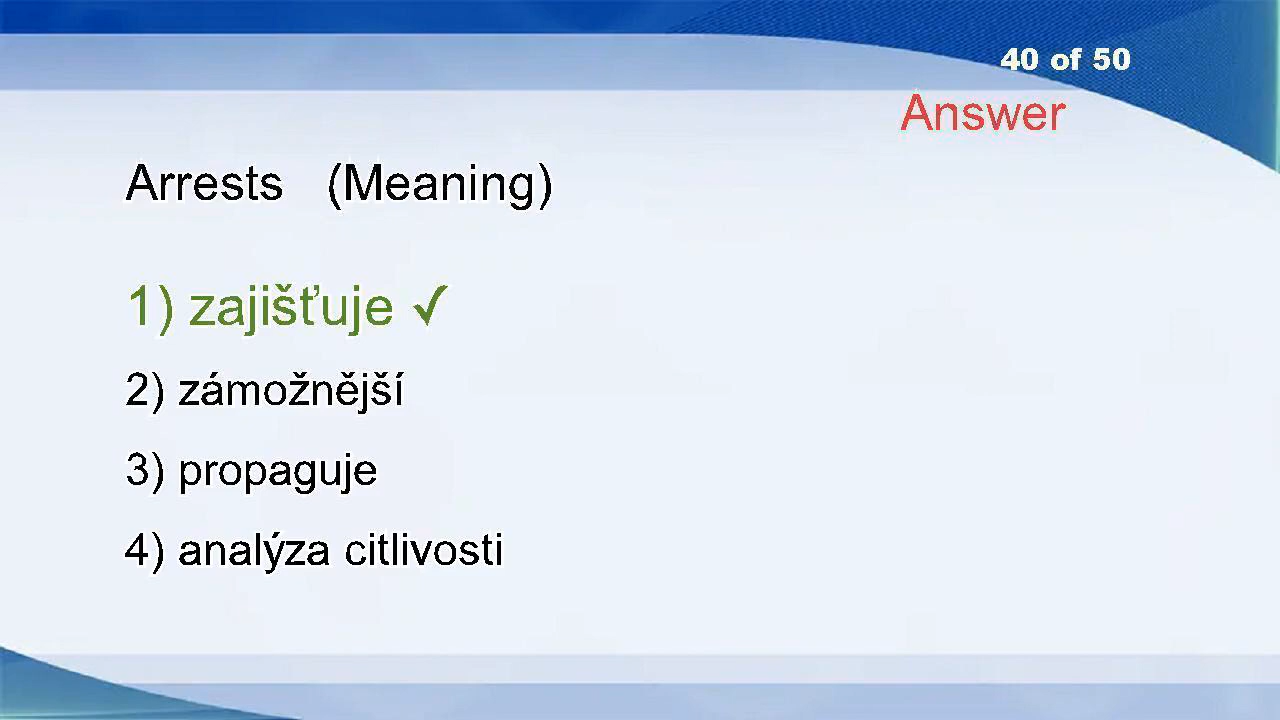 40 of 50
Answer
Arrests (Meaning)
1) zajišťuje ✓
2) zámožnější
3) propaguje
4) analýza citlivosti